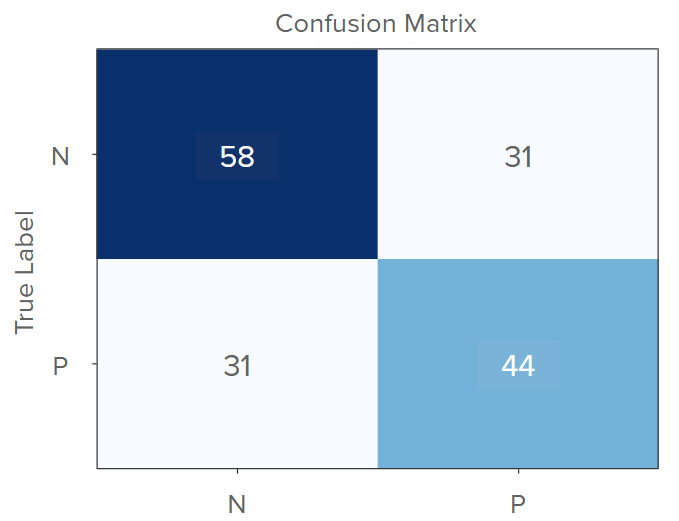 Confusion Matrix
True Label
N
58
31
P
31
44
N
P